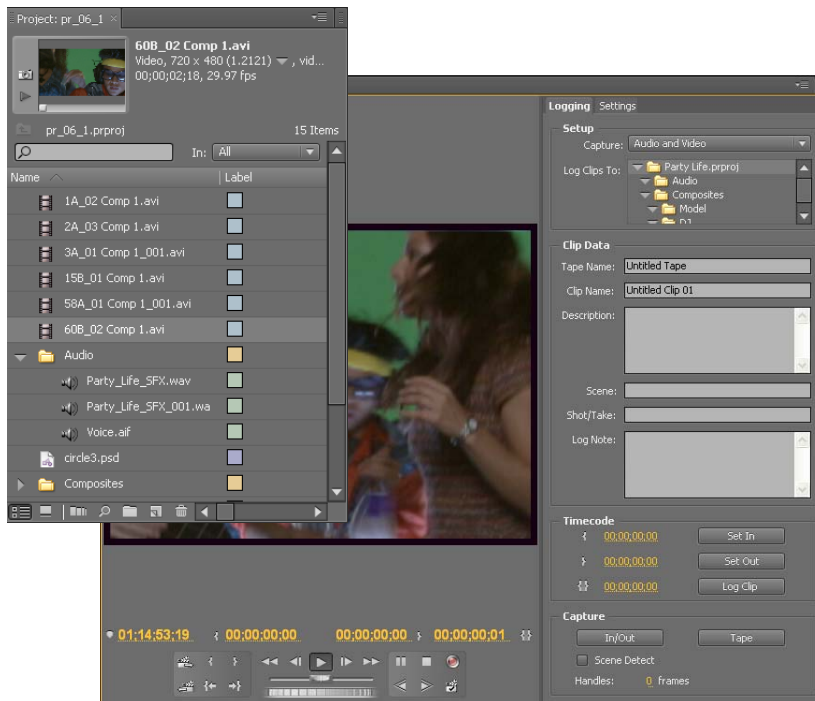 Project: pr_06_1 ×
60B_02 Comp 1.avi
Video, 720 x 480 (1.2121) , vid...
00;00;02;18, 29.97 fps
pr_06_1.prproj 15 Items
In: All
Name Label
1A_02 Comp 1.avi
2A_03 Comp 1.avi
3A_01 Comp 1_001.avi
15B_01 Comp 1.avi
58A_01 Comp 1_001.avi
60B_02 Comp 1.avi
Audio
Party_Life_SFX.wav
Party_Life_SFX_001.wa
Voice.aif
circle3.psd
Composites
01;14;53;19 { 00;00;00;00 00;00;00;00 } 00;00;00;01 {}
Logging Settings
Setup
Capture: Audio and Video
Log Clips To: Party Life.prproj
Audio
Composites
Model
DJ
Clip Data
Tape Name: Untitled Tape
Clip Name: Untitled Clip 01
Description:
Scene:
Shot/Take:
Log Note:
Timecode
{ 00;00;00;00 Set In
} 00;00;00;00 Set Out
{} 00;00;00;00 Log Clip
Capture
In/Out Tape
Scene Detect
Handles: 0 frames